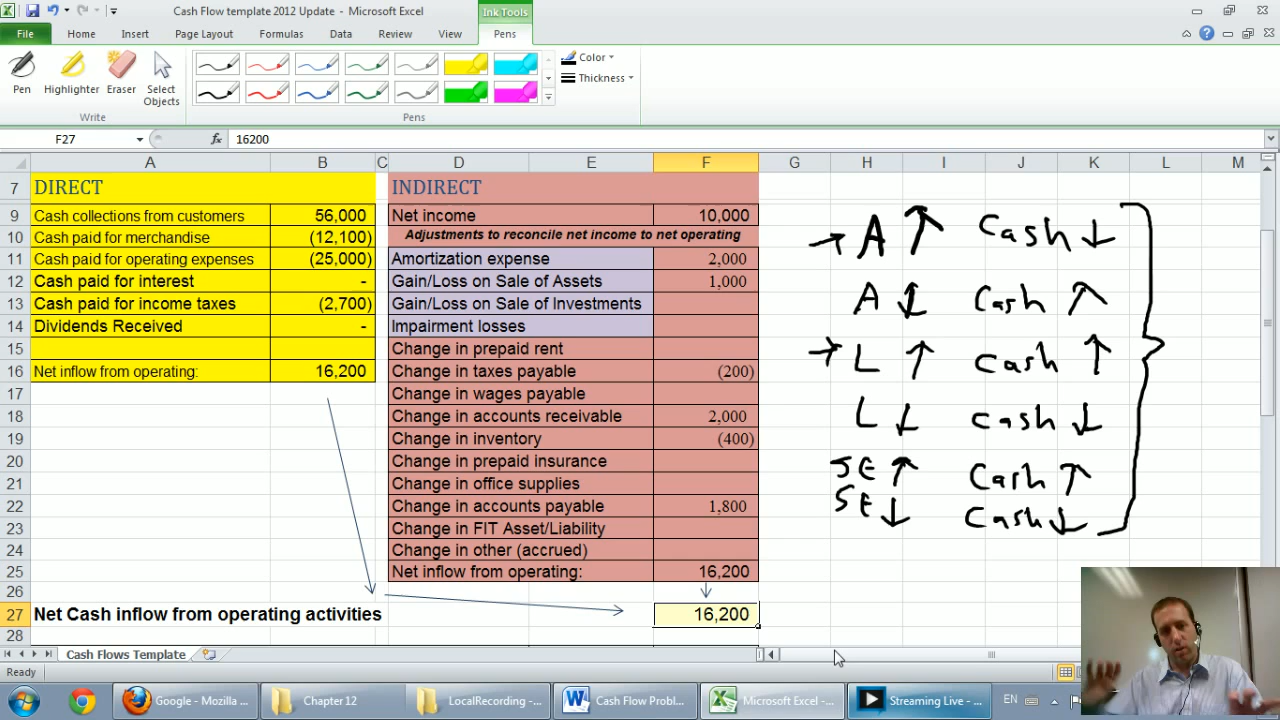 Cash Flow template 2012 Update - Microsoft Excel
Ink Tools
File Home Insert Page Layout Formulas Data Review View Pens
Pen Highlighter Eraser Select Objects
Color
Thickness
Write Pens
F27 fx 16200
A B C D E F G H I J K L M
7 DIRECT INDIRECT
9 Cash collections from customers 56,000 Net income 10,000
10 Cash paid for merchandise (12,100) Adjustments to reconcile net income to net operating
11 Cash paid for operating expenses (25,000) Amortization expense 2,000
12 Cash paid for interest - Gain/Loss on Sale of Assets 1,000
13 Cash paid for income taxes (2,700) Gain/Loss on Sale of Investments
14 Dividends Received - Impairment losses
15 Change in prepaid rent
16 Net inflow from operating: 16,200 Change in taxes payable (200)
17 Change in wages payable
18 Change in accounts receivable 2,000
19 Change in inventory (400)
20 Change in prepaid insurance
21 Change in office supplies
22 Change in accounts payable 1,800
23 Change in FIT Asset/Liability
24 Change in other (accrued)
25 Net inflow from operating: 16,200
26
27 Net Cash inflow from operating activities 16,200
28
→ A ↑ Cash ↓
A ↓ Cash ↑
→ L ↑ Cash ↑
L ↓ Cash ↓
SE ↑ Cash ↑
SE ↓ Cash ↓
Cash Flows Template
Ready
Google - Mozilla ... Chapter 12 LocalRecording -... Cash Flow Probl... Microsoft Excel -... Streaming Live -... EN